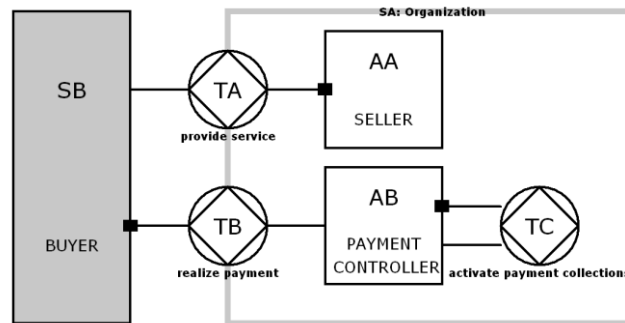 SA: Organization
SB
TA
AA
SELLER
provide service
AB
BUYER
TB
PAYMENT
CONTROLLER
TC
realize payment
activate payment collections